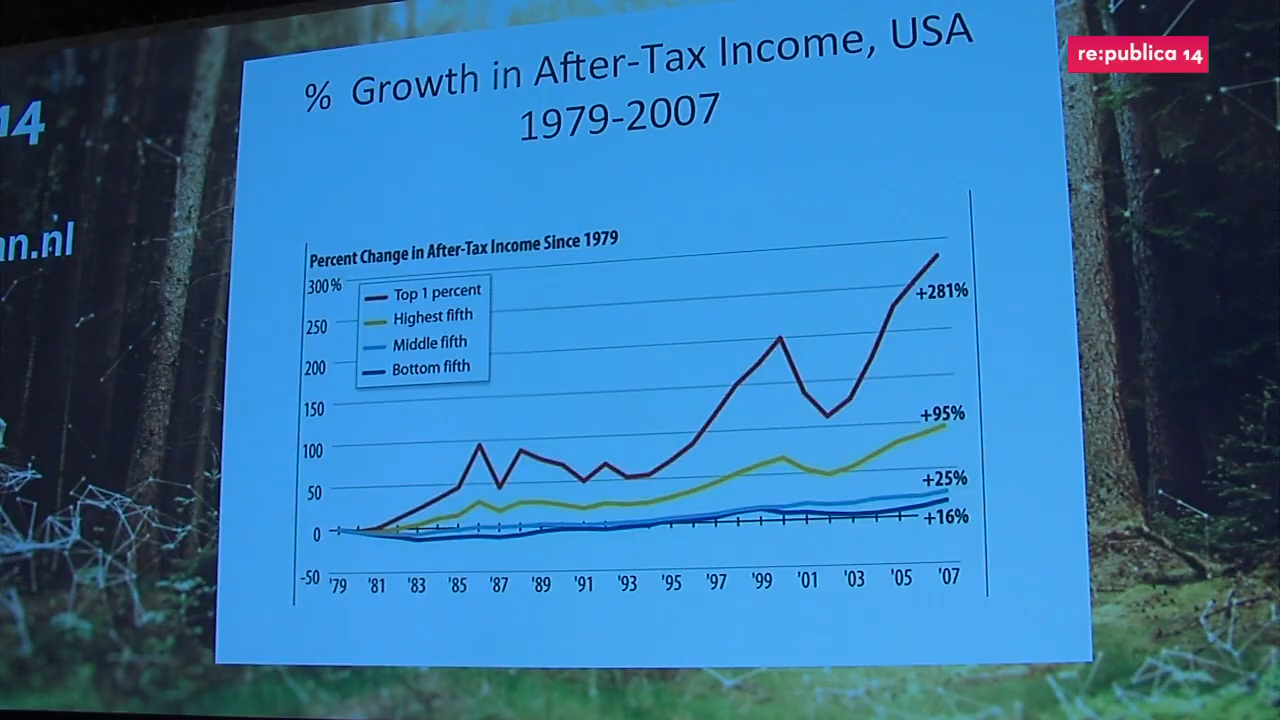 re:publica 14
14
an.nl
% Growth in After-Tax Income, USA
1979-2007
Percent Change in After-Tax Income Since 1979
300%
250
200
150
100
50
0
-50
Top 1 percent
Highest fifth
Middle fifth
Bottom fifth
+281%
+95%
+25%
+16%
'79 '81 '83 '85 '87 '89 '91 '93 '95 '97 '99 '01 '03 '05 '07